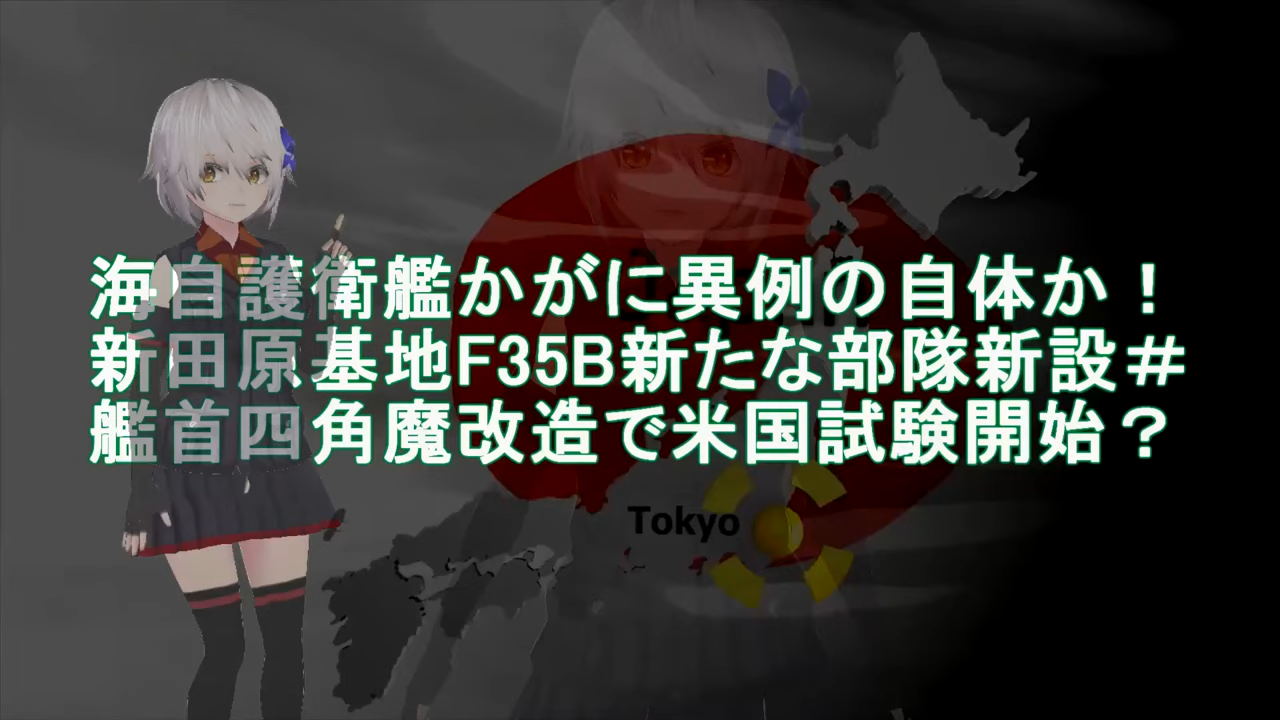 海自護衛艦かがに異例の自体か！
新田原基地F35B新たな部隊新設＃
艦首四角魔改造で米国試験開始？
Tokyo